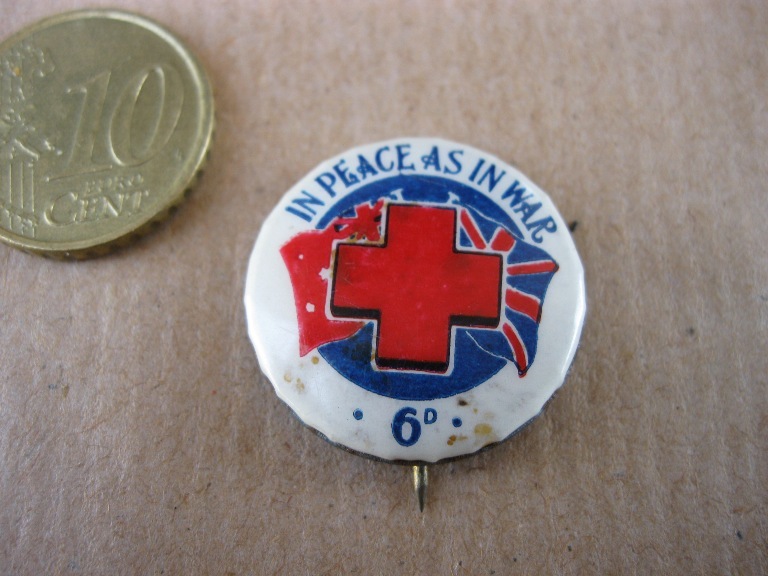 10
EURO
CENT
IN PEACE AS IN WAR
• 6D •